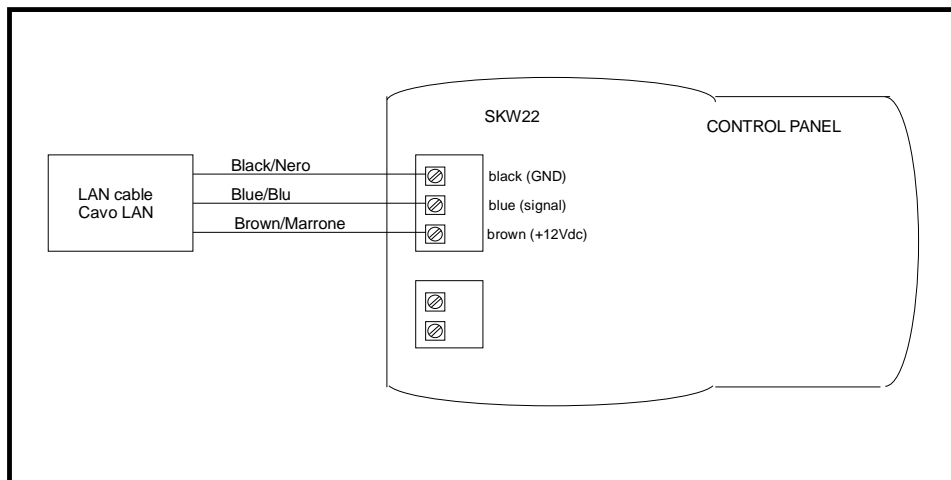 SKW22
CONTROL PANEL
LAN cable
Cavo LAN
Black/Nero
Blue/Blu
Brown/Marrone
black (GND)
blue (signal)
brown (+12Vdc)